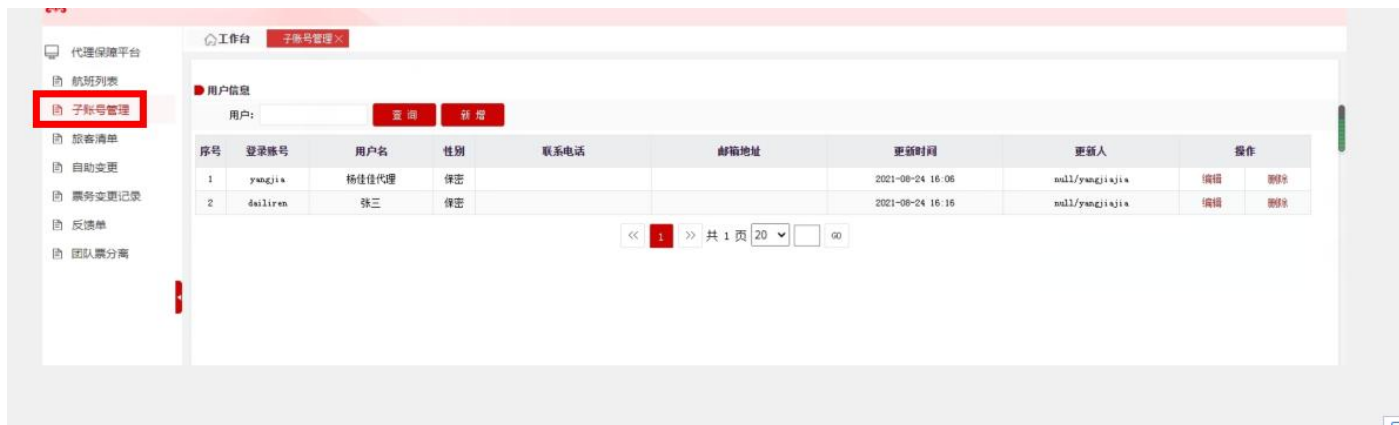 代理保障平台
航班列表
子账号管理
旅客清单
自助变更
票务变更记录
反馈单
团队票分离
工作台 子账号管理×
用户信息
用户: 查 询 新 增
序号 登录账号 用户名 性别 联系电话 邮箱地址 更新时间 更新人 操作
1 yangjia 杨佳佳代理 保密 2021-08-24 16:06 null/yangjiajia 编辑 删除
2 dailiren 张三 保密 2021-08-24 16:16 null/yangjiajia 编辑 删除
<< 1 >> 共 1 页 20 GO